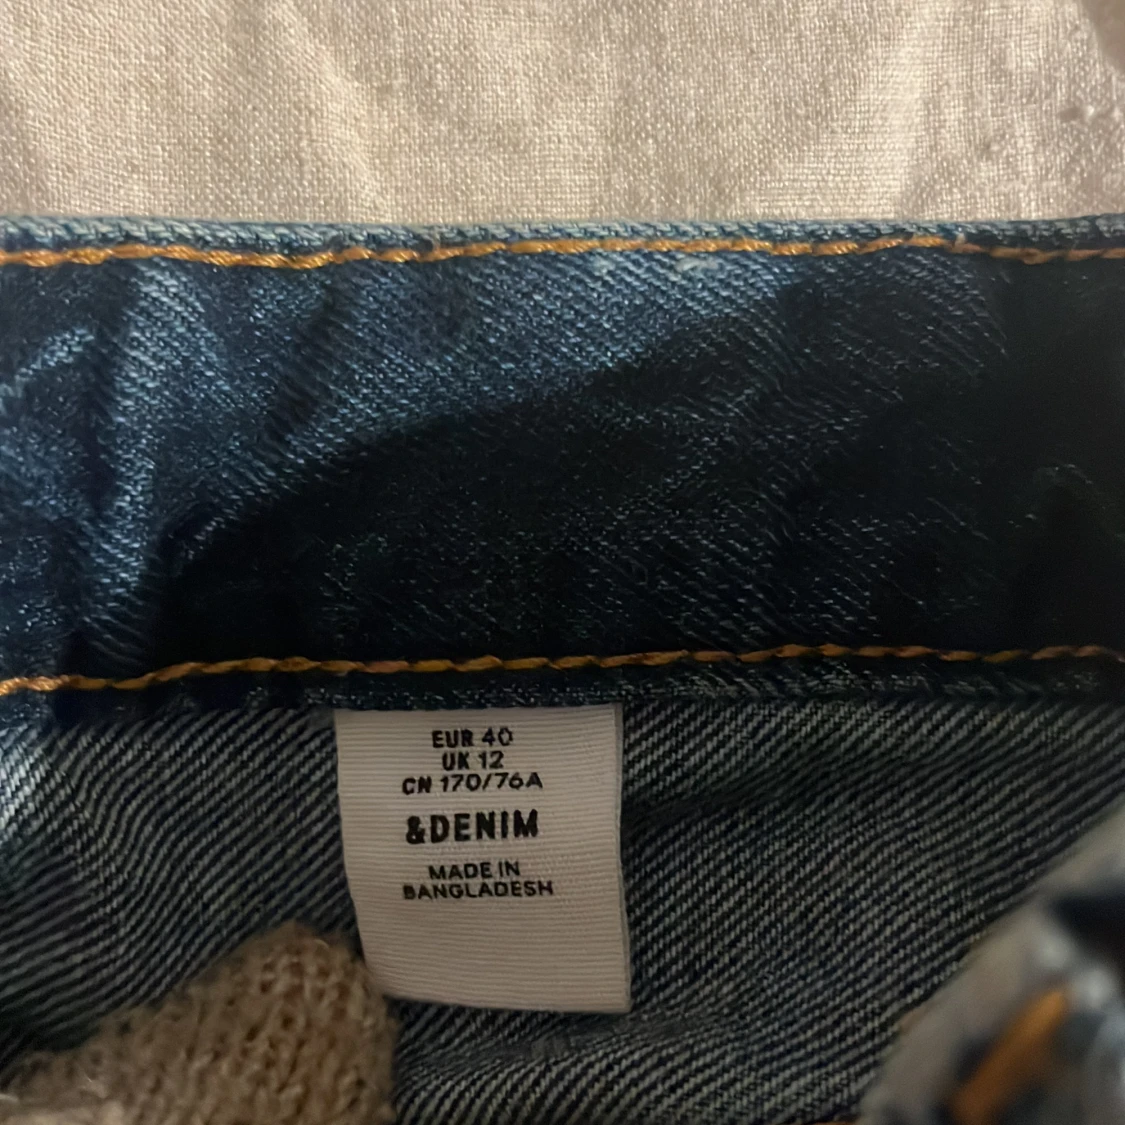 EUR 40
UK 12
CN 170/76A
&DENIM
MADE IN
BANGLADESH